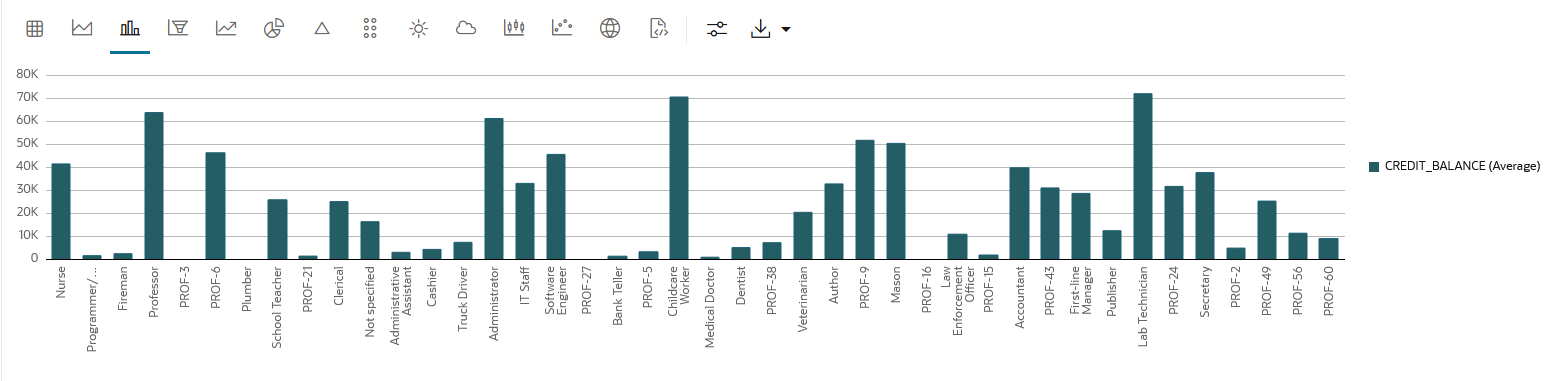 80K
70K
60K
50K
40K
30K
20K
10K
0
Nurse
Programmer/...
Fireman
Professor
PROF-3
PROF-6
Plumber
School Teacher
PROF-21
Clerical
Not specified
Administrative
Assistant
Cashier
Truck Driver
Administrator
IT Staff
Software
Engineer
PROF-27
Bank Teller
PROF-5
Childcare
Worker
Medical Doctor
Dentist
PROF-38
Veterinarian
Author
PROF-9
Mason
PROF-16
Law
Enforcement
Officer
PROF-15
Accountant
PROF-43
First-line
Manager
Publisher
Lab Technician
PROF-24
Secretary
PROF-2
PROF-49
PROF-56
PROF-60
CREDIT_BALANCE (Average)